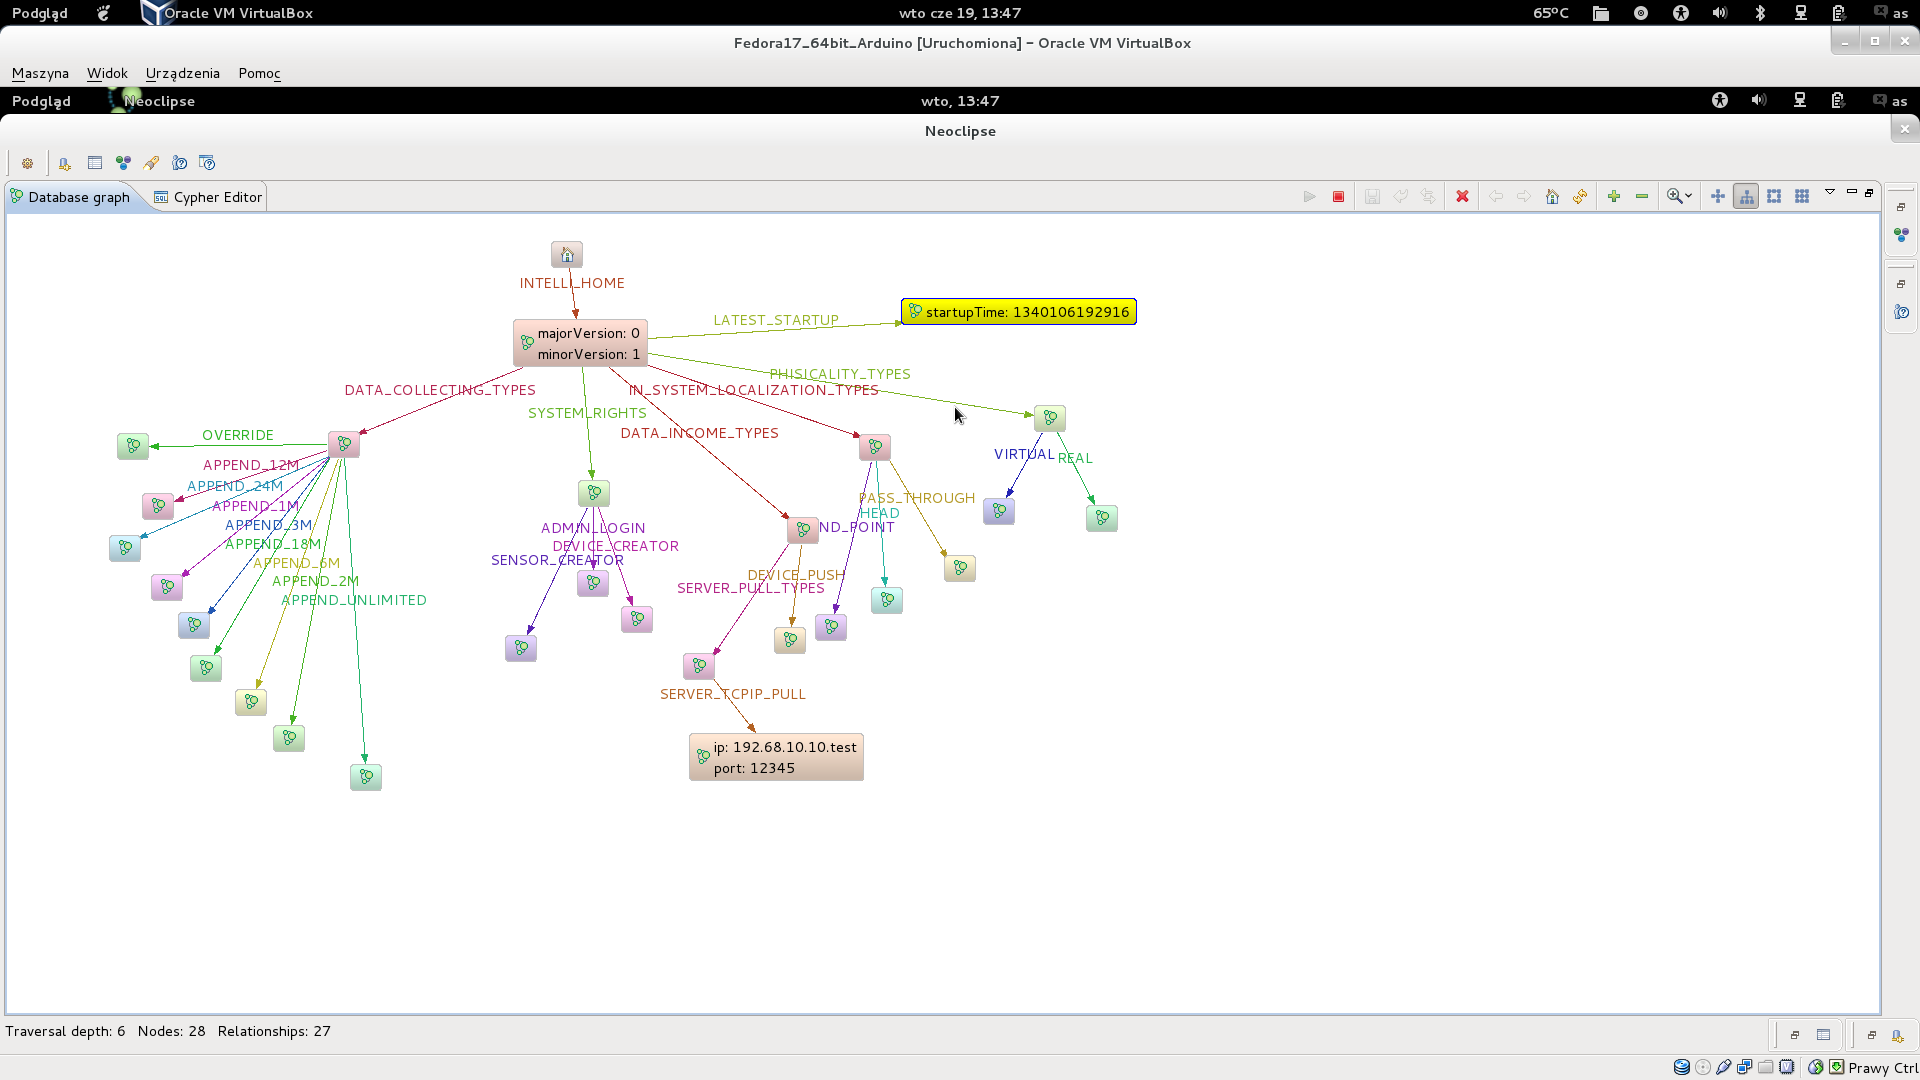 Podgląd Oracle VM VirtualBox wto cze 19, 13:47 65°C as
Fedora17_64bit_Arduino [Uruchomiona] – Oracle VM VirtualBox
Maszyna Widok Urządzenia Pomoc
Podgląd Neoclipse wto, 13:47 as
Neoclipse
Database graph Cypher Editor
INTELLI_HOME
startupTime: 1340106192916
LATEST_STARTUP
majorVersion: 0
minorVersion: 1
PHISICALITY_TYPES
DATA_COLLECTING_TYPES IN_SYSTEM_LOCALIZATION_TYPES
SYSTEM_RIGHTS
OVERRIDE DATA_INCOME_TYPES
VIRTUAL REAL
APPEND_12M
APPEND_24M
PASS_THROUGH
APPEND_1M
HEAD
APPEND_3M ADMIN_LOGIN ND_POINT
APPEND_18M DEVICE_CREATOR
APPEND_6M SENSOR_CREATOR
APPEND_2M DEVICE_PUSH
SERVER_PULL_TYPES
APPEND_UNLIMITED
SERVER_TCPIP_PULL
ip: 192.68.10.10.test
port: 12345
Traversal depth: 6 Nodes: 28 Relationships: 27
Prawy Ctrl